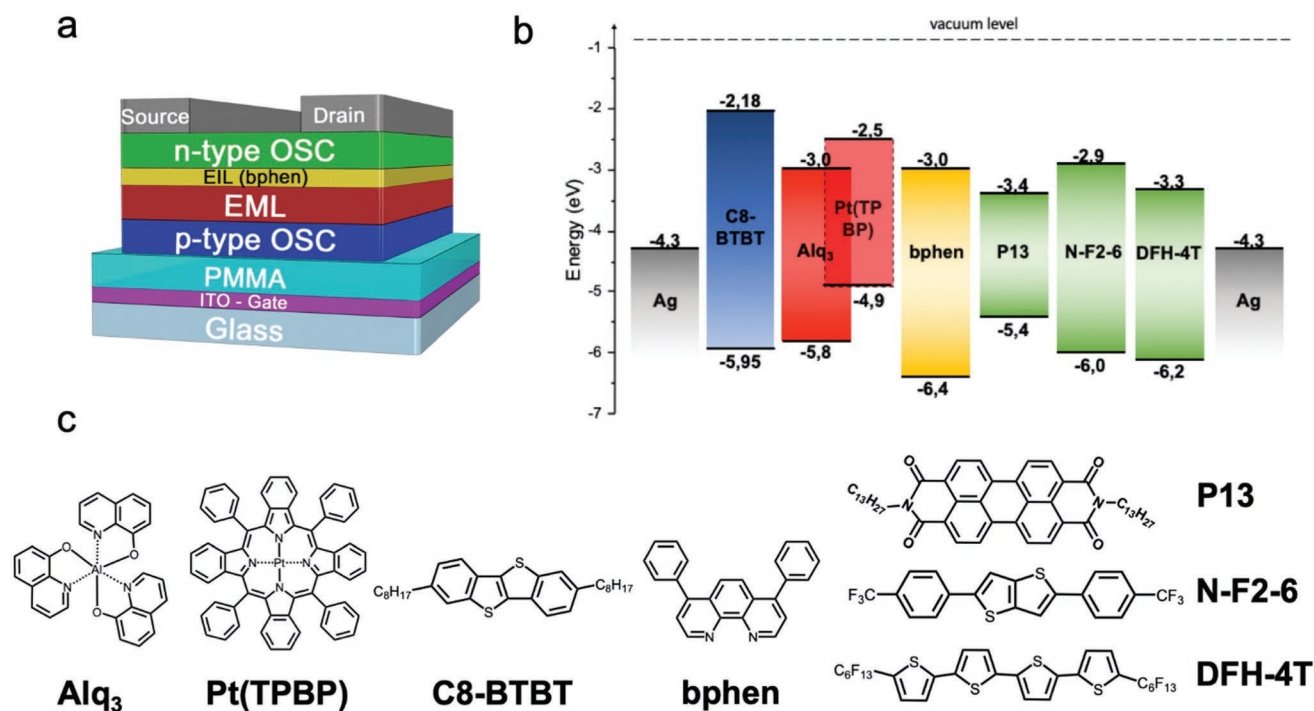 a
Source
Drain
n-type OSC
EIL (bphen)
EML
p-type OSC
PMMA
ITO - Gate
Glass
b
vacuum level
Energy (eV)
-1
-2
-3
-4
-5
-6
-7
-4,3
Ag
-2,18
C8-
BTBT
-5,95
-3,0
Alq3
-5,8
-2,5
Pt(TP
BP)
-4,9
-3,0
bphen
-6,4
-3,4
P13
-5,4
-2,9
N-F2-6
-6,0
-3,3
DFH-4T
-6,2
-4,3
Ag
c
N
O
Al
O
N
N
O
Alq3
N
N
Pt
N
N
Pt(TPBP)
C8H17
S
S
C8H17
C8-BTBT
N
N
bphen
O
O
C13H27
N
N
C13H27
O
O
P13
F3C
S
S
CF3
N-F2-6
C6F13
S
S
S
S
C6F13
DFH-4T